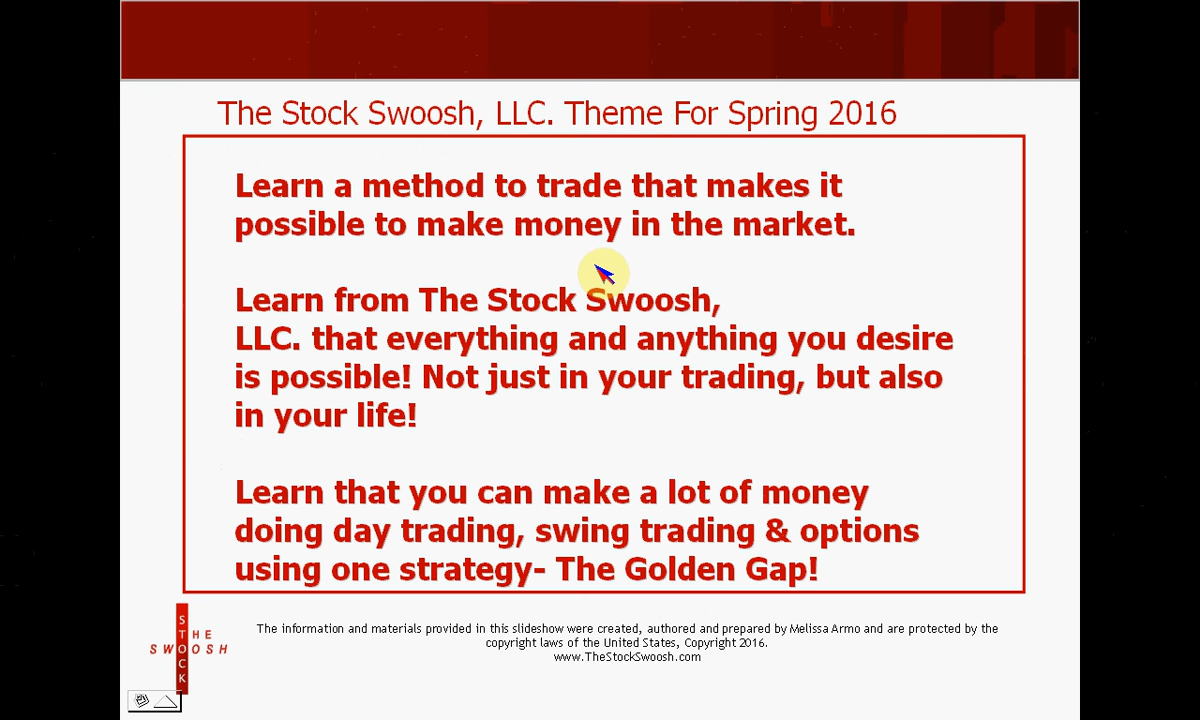 The Stock Swoosh, LLC. Theme For Spring 2016
Learn a method to trade that makes it
possible to make money in the market.
Learn from The Stock Swoosh,
LLC. that everything and anything you desire
is possible! Not just in your trading, but also
in your life!
Learn that you can make a lot of money
doing day trading, swing trading & options
using one strategy- The Golden Gap!
THE
STOCK
SWOOSH
The information and materials provided in this slideshow were created, authored and prepared by Melissa Armo and are protected by the
copyright laws of the United States, Copyright 2016.
www.TheStockSwoosh.com